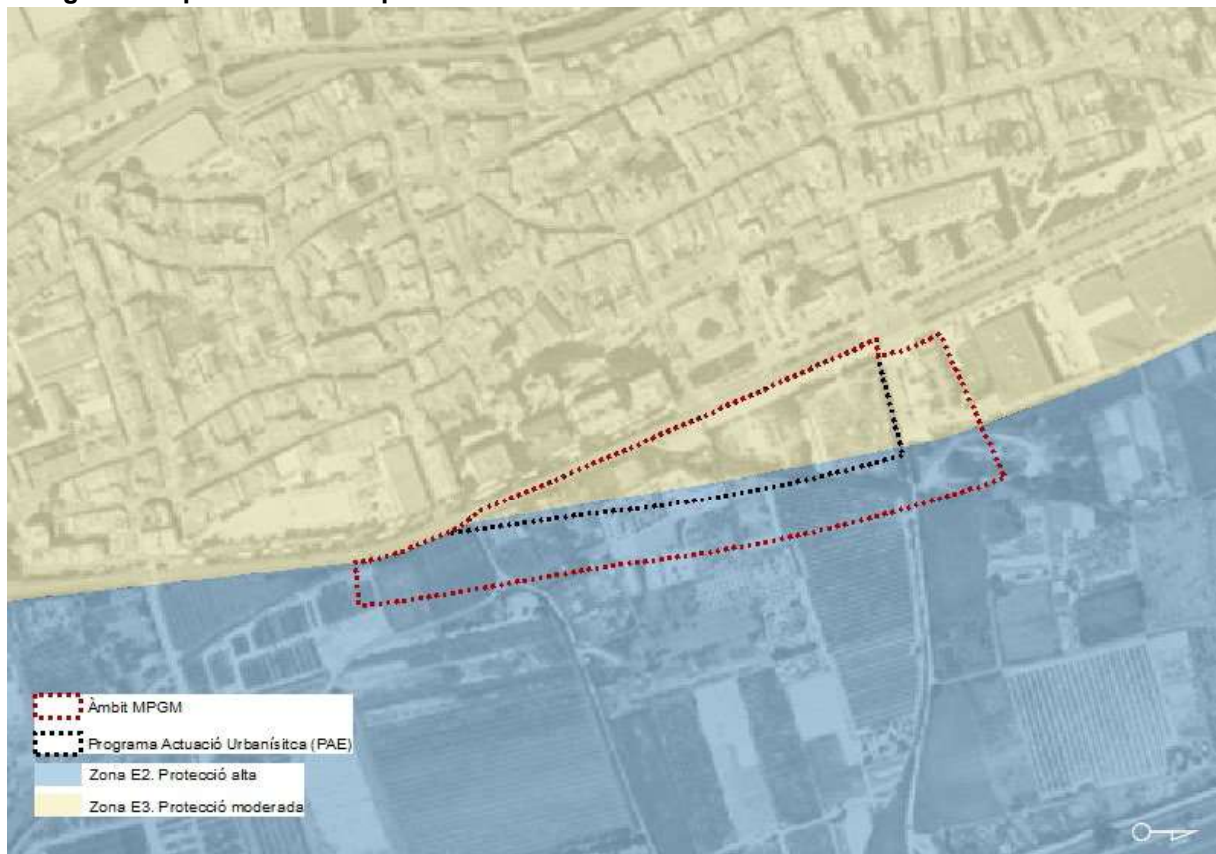 Àmbit MPGM
Programa Actuació Urbanísitca (PAE)
Zona E2. Protecció alta
Zona E3. Protecció moderada